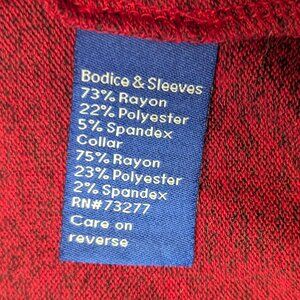 Bodice & Sleeves
73% Rayon
22% Polyester
5% Spandex
Collar
75% Rayon
23% Polyester
2% Spandex
RN#73277
Care on
reverse